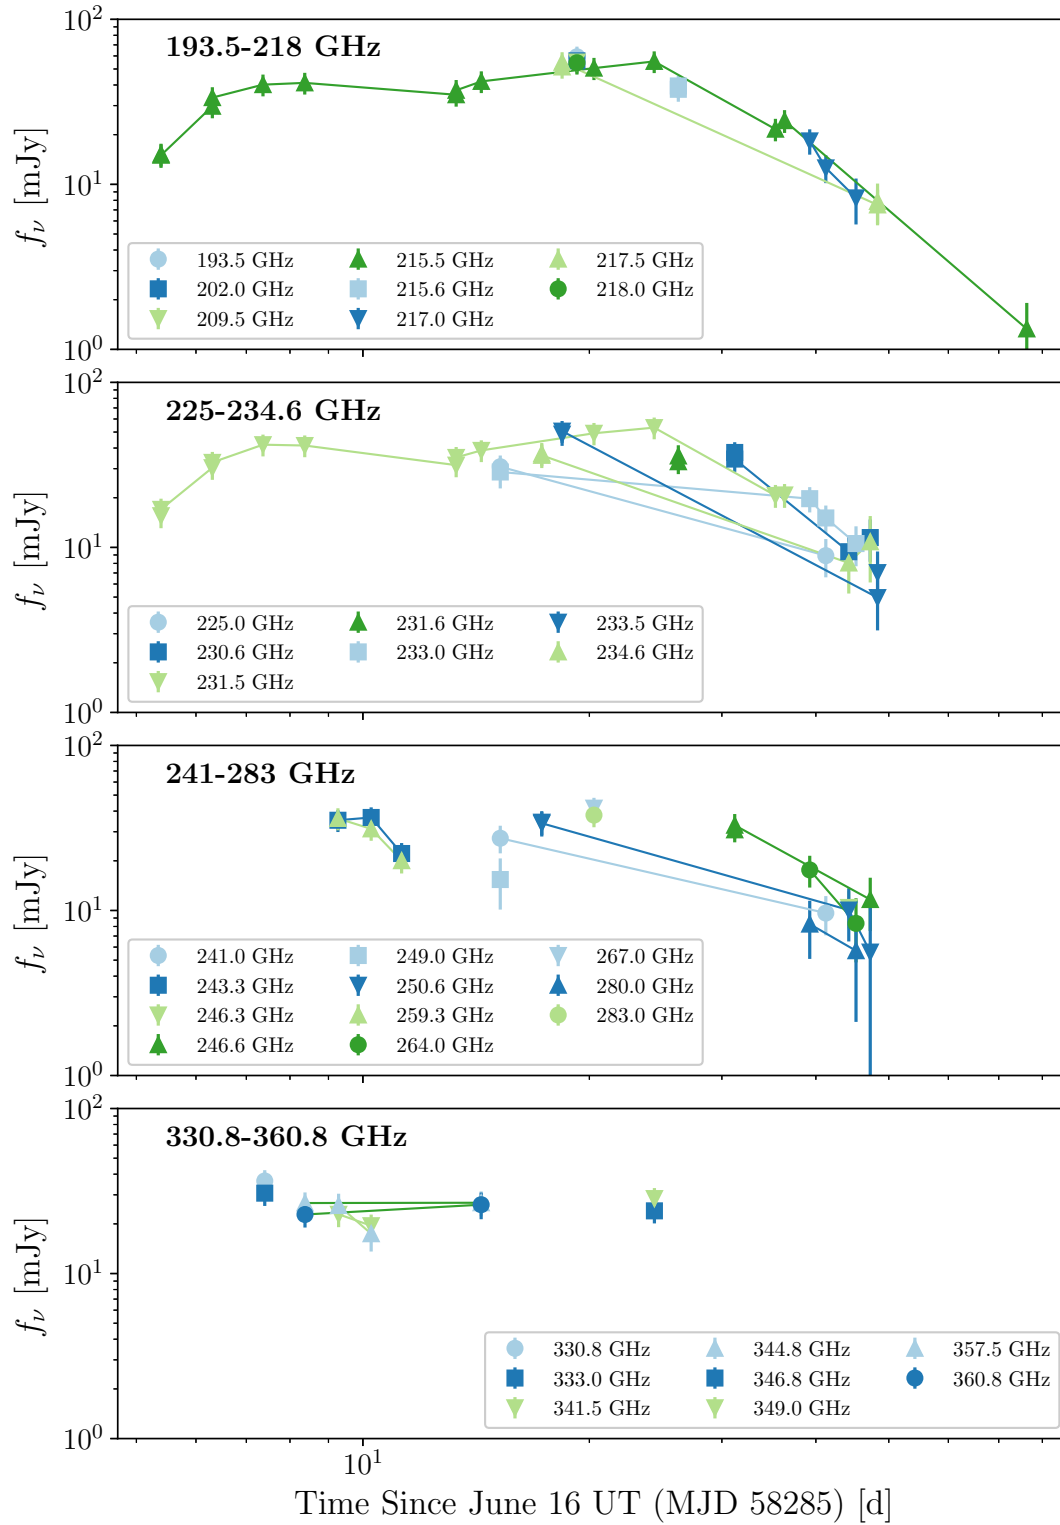 10²
193.5-218 GHz
10¹
f_ν [mJy]
193.5 GHz 215.5 GHz 217.5 GHz
202.0 GHz 215.6 GHz 218.0 GHz
209.5 GHz 217.0 GHz
10⁰
10²
225-234.6 GHz
10¹
f_ν [mJy]
225.0 GHz 231.6 GHz 233.5 GHz
230.6 GHz 233.0 GHz 234.6 GHz
231.5 GHz
10⁰
10²
241-283 GHz
10¹
f_ν [mJy]
241.0 GHz 249.0 GHz 267.0 GHz
243.3 GHz 250.6 GHz 280.0 GHz
246.3 GHz 259.3 GHz 283.0 GHz
246.6 GHz 264.0 GHz
10⁰
10²
330.8-360.8 GHz
10¹
f_ν [mJy]
330.8 GHz 344.8 GHz 357.5 GHz
333.0 GHz 346.8 GHz 360.8 GHz
341.5 GHz 349.0 GHz
10⁰
10¹
Time Since June 16 UT (MJD 58285) [d]